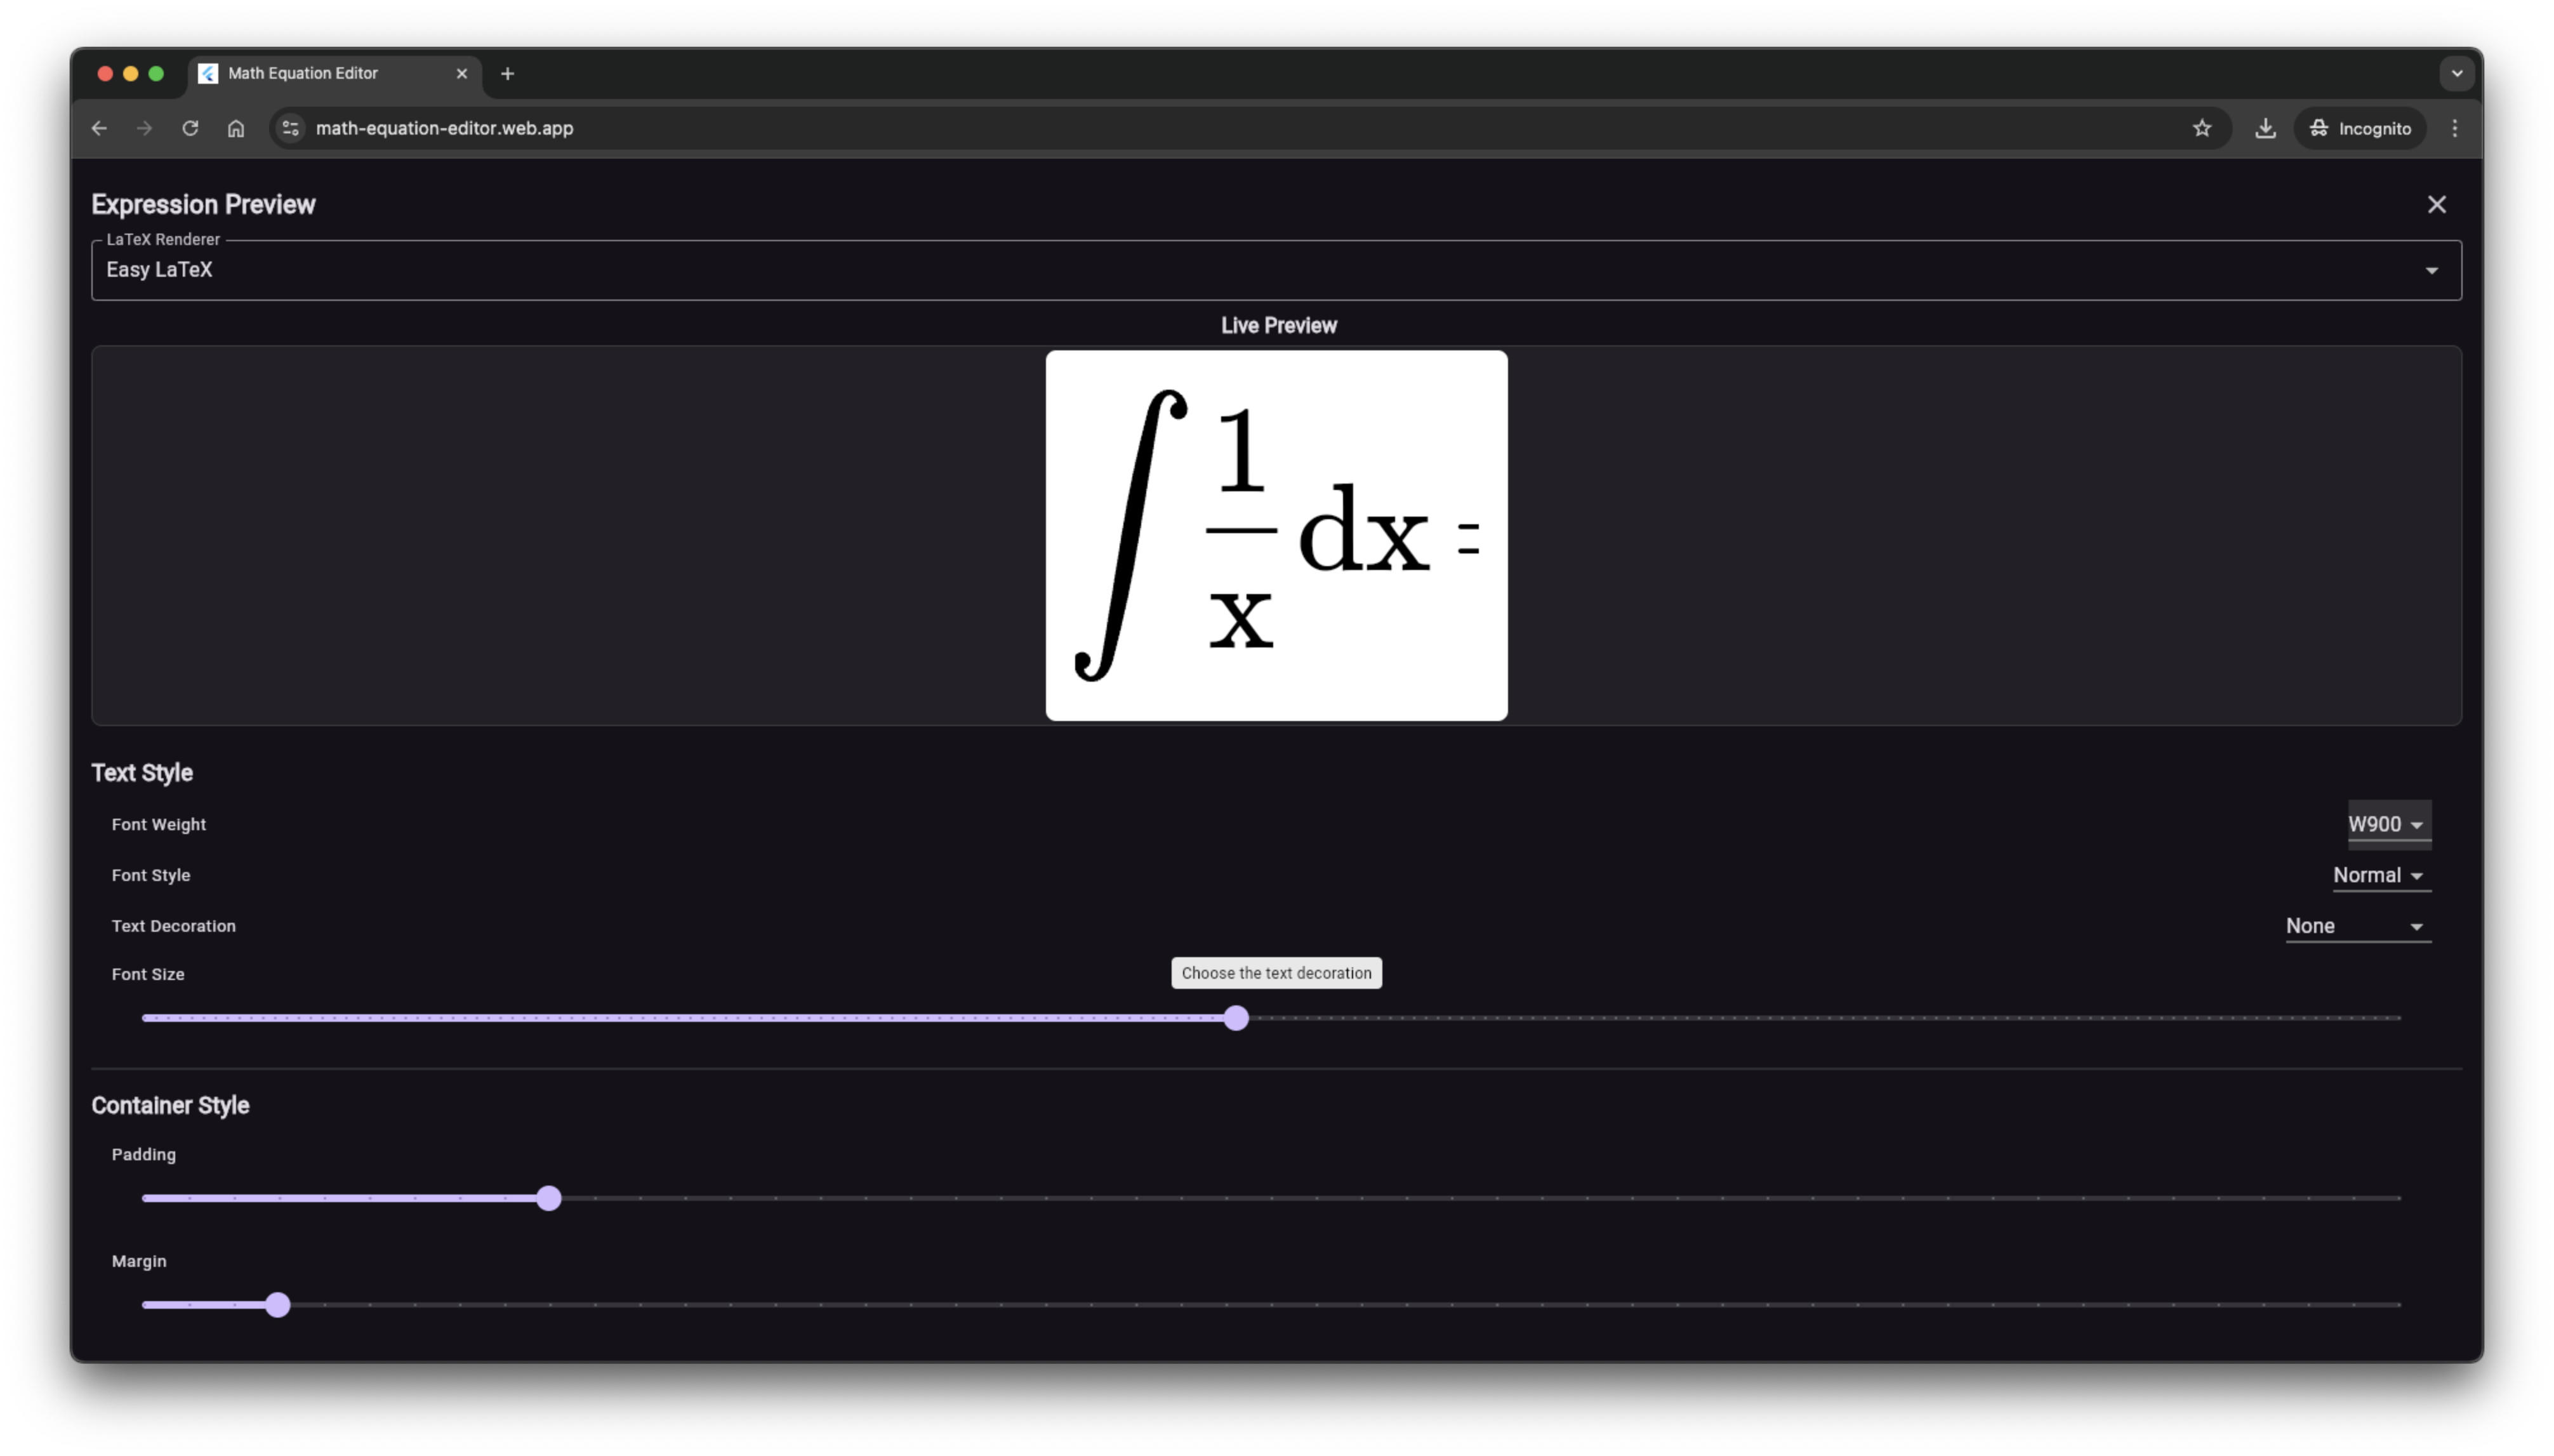 Math Equation Editor
math-equation-editor.web.app
Incognito
Expression Preview
LaTeX Renderer
Easy LaTeX
Live Preview
∫ 1/x dx =
Text Style
Font Weight W900
Font Style Normal
Text Decoration None
Font Size
Choose the text decoration
Container Style
Padding
Margin